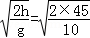 √(2h/g) = √(2×45/10)